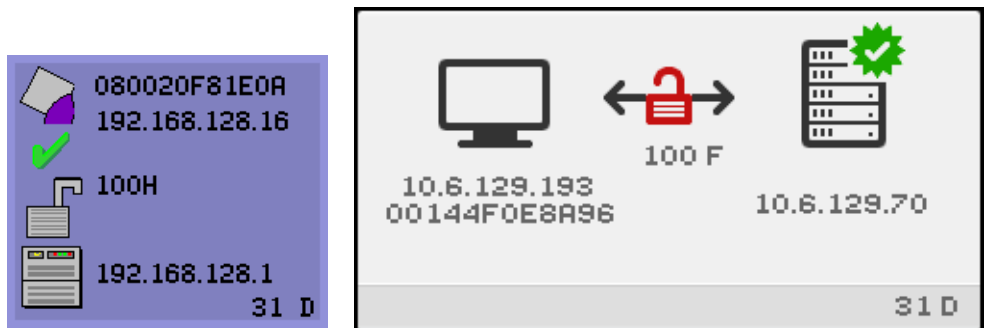 080020F81E0A
192.168.128.16
100H
192.168.128.1
31 D
100 F
10.6.129.193
00144F0E8A96
10.6.129.70
31 D